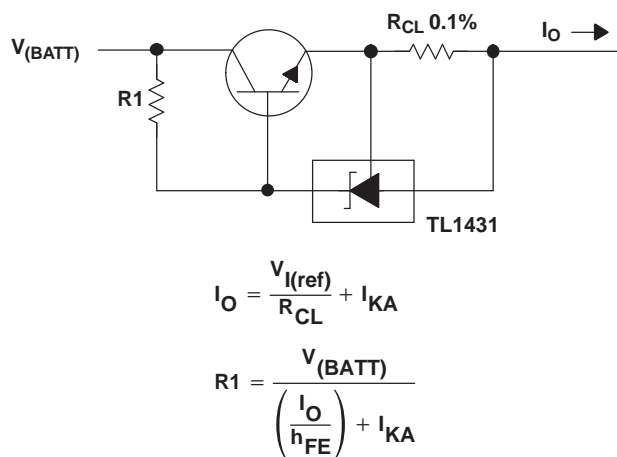 V(BATT)
R1
RCL 0.1%
IO
TL1431
IO = VI(ref) / RCL + IKA
R1 = V(BATT) / (IO / hFE) + IKA